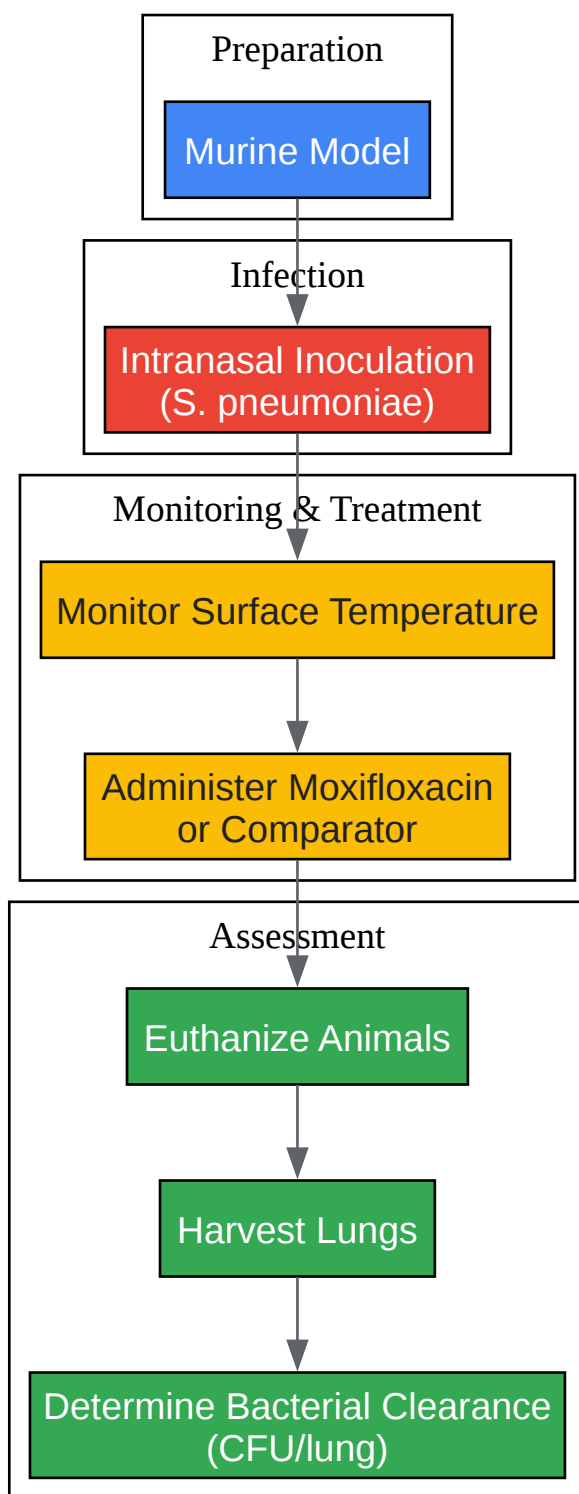 Preparation
Murine Model
Infection
Intranasal Inoculation
(S. pneumoniae)
Monitoring & Treatment
Monitor Surface Temperature
Administer Moxifloxacin
or Comparator
Assessment
Euthanize Animals
Harvest Lungs
Determine Bacterial Clearance
(CFU/lung)